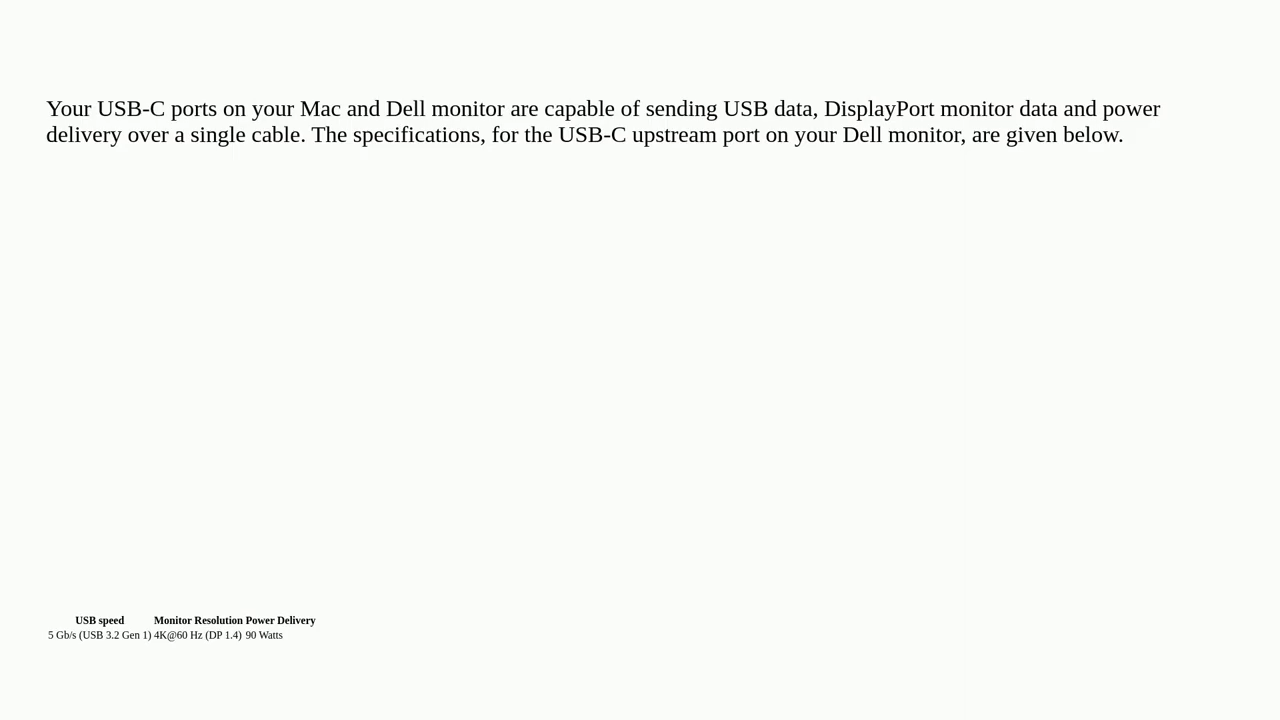 Your USB-C ports on your Mac and Dell monitor are capable of sending USB data, DisplayPort monitor data and power
delivery over a single cable. The specifications, for the USB-C upstream port on your Dell monitor, are given below.
USB speed Monitor Resolution Power Delivery
5 Gb/s (USB 3.2 Gen 1) 4K@60 Hz (DP 1.4) 90 Watts